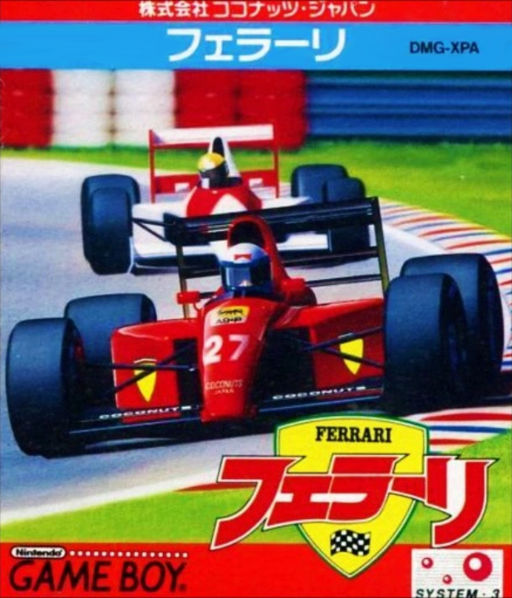 株式会社 ココナッツ・ジャパン
フェラーリ
DMG-XPA
27
COCONUTS
JAPAN
COCONUTS
COCONUTS
FERRARI
フェラーリ
Nintendo
GAME BOY
SYSTEM・3